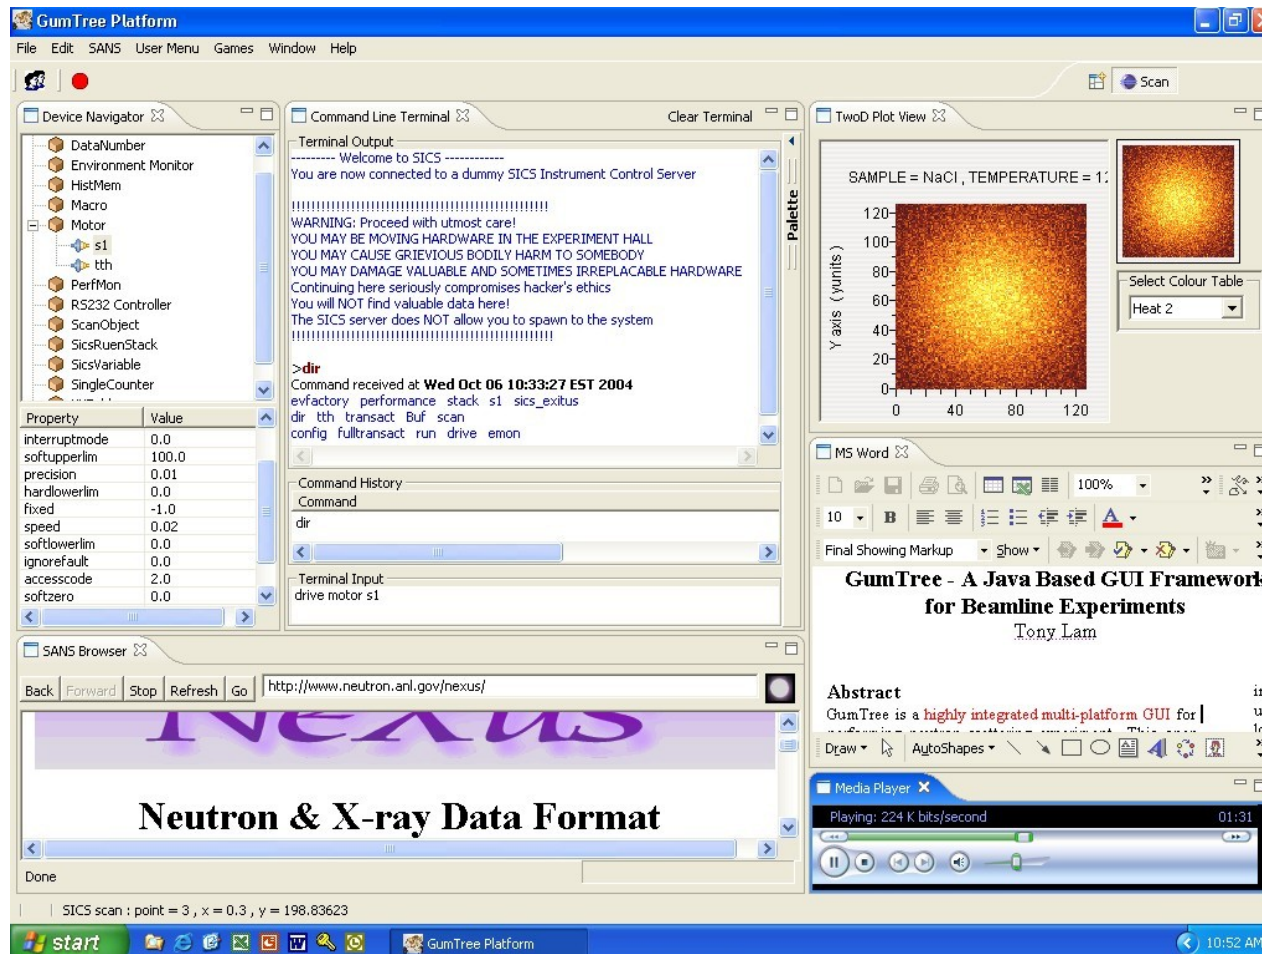 GumTree Platform
File Edit SANS User Menu Games Window Help
Scan
Device Navigator
DataNumber
Environment Monitor
HistMem
Macro
Motor
s1
tth
PerfMon
RS232 Controller
ScanObject
SicsRuenStack
SicsVariable
SingleCounter
Property Value
interruptmode 0.0
softupperlim 100.0
precision 0.01
hardlowerlim 0.0
fixed -1.0
speed 0.02
softlowerlim 0.0
ignorefault 0.0
accesscode 2.0
softzero 0.0
Command Line Terminal Clear Terminal
Terminal Output
--------- Welcome to SICS ------------
You are now connected to a dummy SICS Instrument Control Server
!!!!!!!!!!!!!!!!!!!!!!!!!!!!!!!!!!!!!!!!!!!!!!!!!
WARNING: Proceed with utmost care!
YOU MAY BE MOVING HARDWARE IN THE EXPERIMENT HALL
YOU MAY CAUSE GRIEVIOUS BODILY HARM TO SOMEBODY
YOU MAY DAMAGE VALUABLE AND SOMETIMES IRREPLACABLE HARDWARE
Continuing here seriously compromises hacker's ethics
You will NOT find valuable data here!
The SICS server does NOT allow you to spawn to the system
!!!!!!!!!!!!!!!!!!!!!!!!!!!!!!!!!!!!!!!!!!!!!!!!!!
>dir
Command received at Wed Oct 06 10:33:27 EST 2004
evfactory performance stack s1 sics_exitus
dir tth transact Buf scan
config fulltransact run drive emon
Palette
Command History
Command
dir
Terminal Input
drive motor s1
TwoD Plot View
SAMPLE = NaCl , TEMPERATURE = 12
Y axis (yunits)
120
100
80
60
40
20
0
0 40 80 120
Select Colour Table
Heat 2
MS Word
100%
10 B A
Final Showing Markup Show
GumTree - A Java Based GUI Framework
for Beamline Experiments
Tony Lam
Abstract
GumTree is a highly integrated multi-platform GUI for
Draw AutoShapes
SANS Browser
Back Forward Stop Refresh Go http://www.neutron.anl.gov/nexus/
NeXus
Neutron & X-ray Data Format
Done
Media Player
Playing: 224 K bits/second 01:31
SICS scan : point = 3 , x = 0.3 , y = 198.83623
start GumTree Platform 10:52 AM